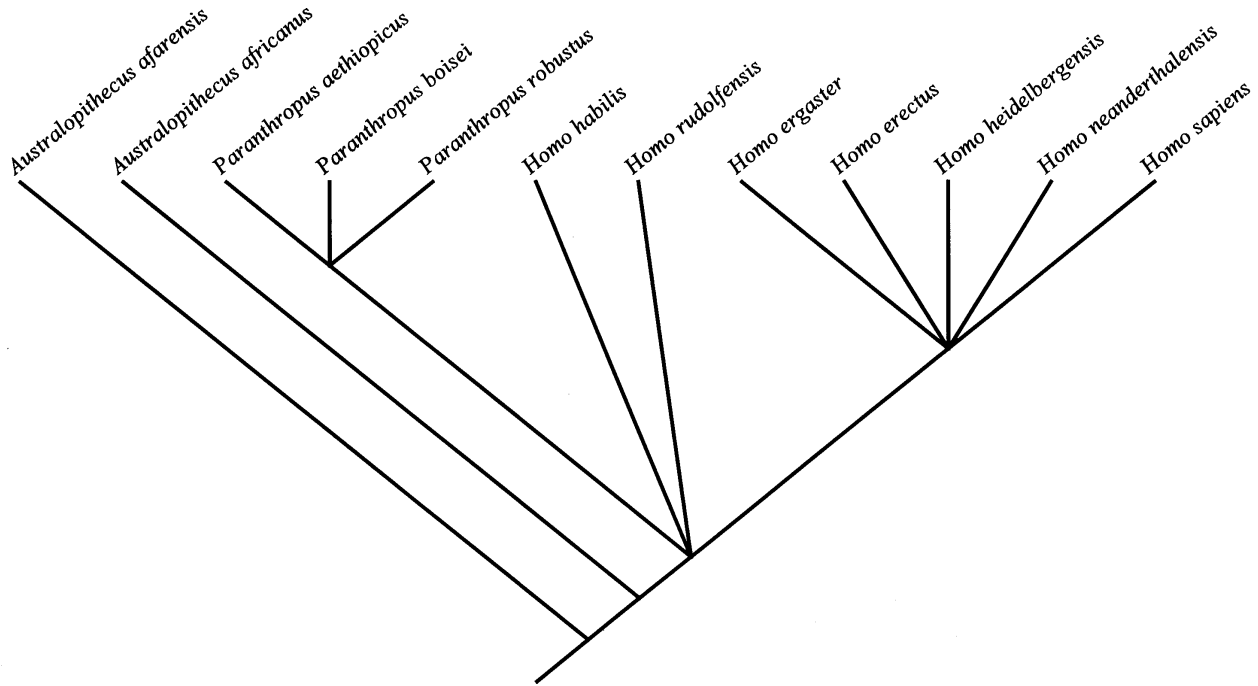 Australopithecus afarensis
Australopithecus africanus
Paranthropus aethiopicus
Paranthropus boisei
Paranthropus robustus
Homo habilis
Homo rudolfensis
Homo ergaster
Homo erectus
Homo heidelbergensis
Homo neanderthalensis
Homo sapiens